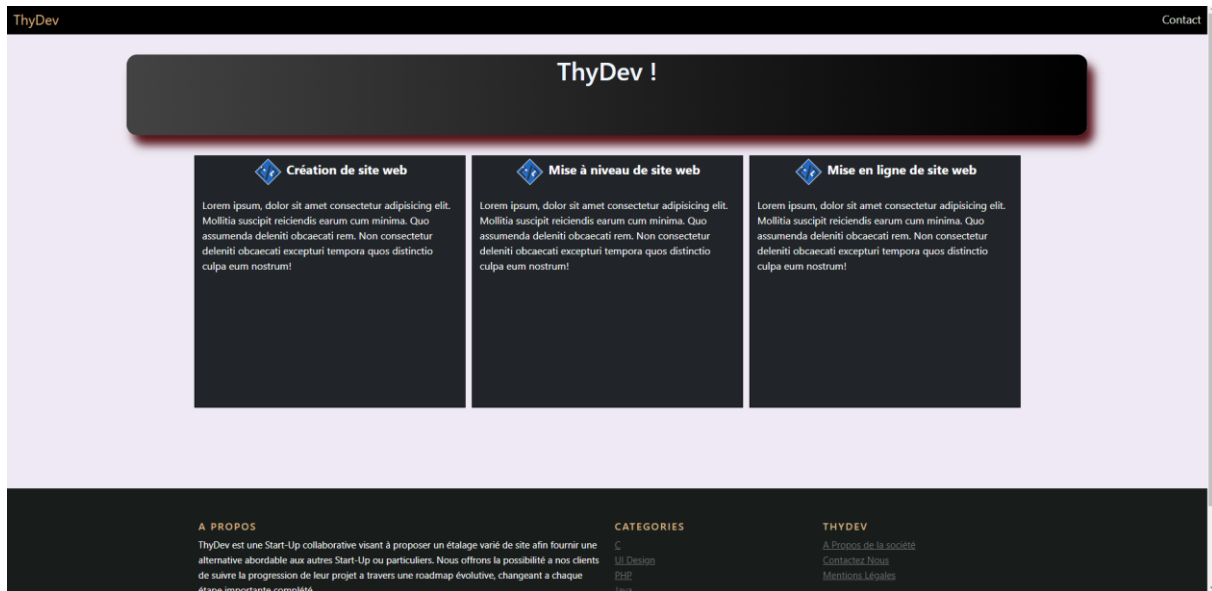 ThyDev
Contact
ThyDev !
Création de site web
Lorem ipsum, dolor sit amet consectetur adipisicing elit.
Mollitia suscipit reiciendis earum cum minima. Quo
assumenda deleniti obcaecati rem. Non consectetur
deleniti obcaecati excepturi tempora quos distinctio
culpa eum nostrum!
Mise à niveau de site web
Lorem ipsum, dolor sit amet consectetur adipisicing elit.
Mollitia suscipit reiciendis earum cum minima. Quo
assumenda deleniti obcaecati rem. Non consectetur
deleniti obcaecati excepturi tempora quos distinctio
culpa eum nostrum!
Mise en ligne de site web
Lorem ipsum, dolor sit amet consectetur adipisicing elit.
Mollitia suscipit reiciendis earum cum minima. Quo
assumenda deleniti obcaecati rem. Non consectetur
deleniti obcaecati excepturi tempora quos distinctio
culpa eum nostrum!
A PROPOS
ThyDev est une Start-Up collaborative visant à proposer un étalage varié de site afin fournir une
alternative abordable aux autres Start-Up ou particuliers. Nous offrons la possibilité a nos clients
de suivre la progression de leur projet a travers une roadmap évolutive, changeant a chaque
étape importante complété.
CATEGORIES
C
UI Design
PHP
THYDEV
A Propos de la société
Contactez Nous
Mentions Légales